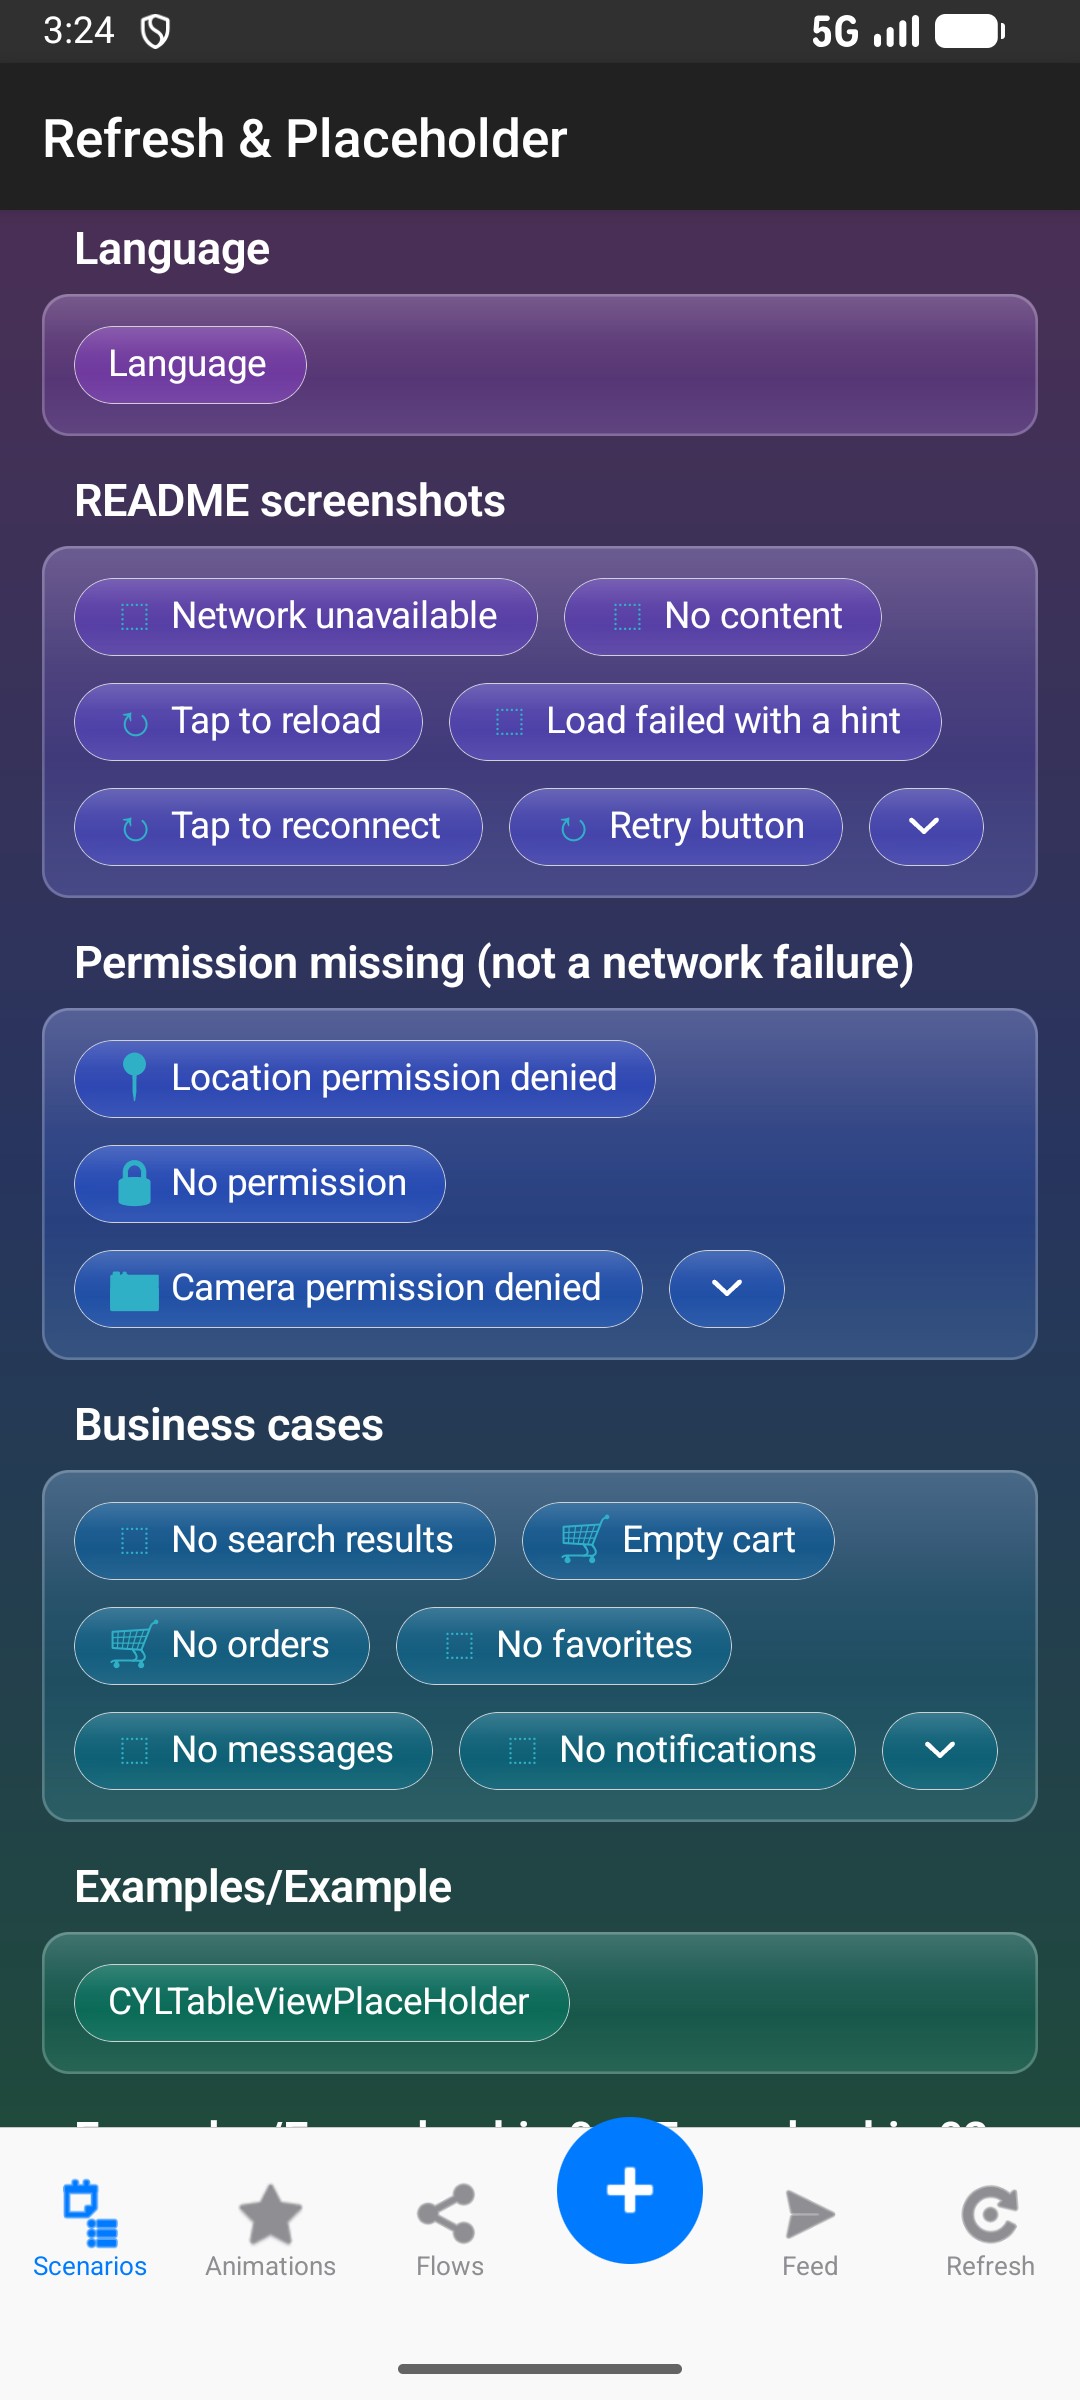 3:24
5G
Refresh & Placeholder
Language
Language
README screenshots
Network unavailable
No content
Tap to reload
Load failed with a hint
Tap to reconnect
Retry button
Permission missing (not a network failure)
Location permission denied
No permission
Camera permission denied
Business cases
No search results
Empty cart
No orders
No favorites
No messages
No notifications
Examples/Example
CYLTableViewPlaceHolder
Scenarios
Animations
Flows
Feed
Refresh